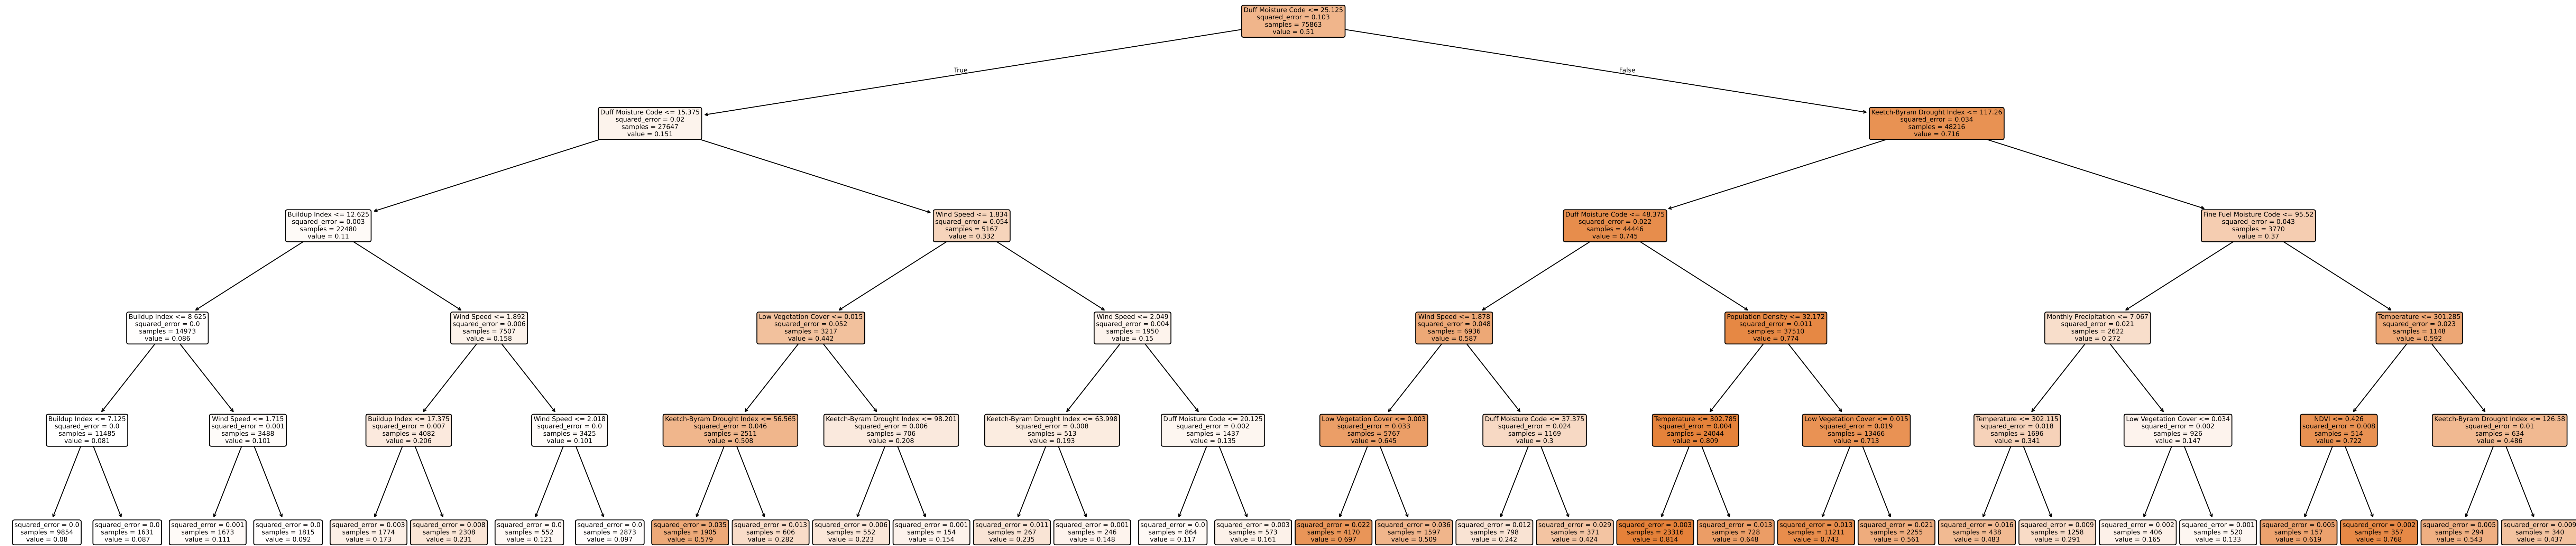 Duff Moisture Code <= 25.125
squared_error = 0.103
samples = 75863
value = 0.51
True
False
Duff Moisture Code <= 15.375
squared_error = 0.02
samples = 27647
value = 0.151
Keetch-Byram Drought Index <= 117.26
squared_error = 0.034
samples = 48216
value = 0.716
Buildup Index <= 12.625
squared_error = 0.003
samples = 22480
value = 0.11
Wind Speed <= 1.834
squared_error = 0.054
samples = 5167
value = 0.332
Duff Moisture Code <= 48.375
squared_error = 0.022
samples = 44446
value = 0.745
Fine Fuel Moisture Code <= 95.52
squared_error = 0.043
samples = 3770
value = 0.37
Buildup Index <= 8.625
squared_error = 0.0
samples = 14973
value = 0.086
Wind Speed <= 1.892
squared_error = 0.006
samples = 7507
value = 0.158
Low Vegetation Cover <= 0.015
squared_error = 0.052
samples = 3217
value = 0.442
Wind Speed <= 2.049
squared_error = 0.004
samples = 1950
value = 0.15
Wind Speed <= 1.878
squared_error = 0.048
samples = 6936
value = 0.587
Population Density <= 32.172
squared_error = 0.011
samples = 37510
value = 0.774
Monthly Precipitation <= 7.067
squared_error = 0.021
samples = 2622
value = 0.272
Temperature <= 301.285
squared_error = 0.023
samples = 1148
value = 0.592
Buildup Index <= 7.125
squared_error = 0.0
samples = 11485
value = 0.081
Wind Speed <= 1.715
squared_error = 0.001
samples = 3488
value = 0.101
Buildup Index <= 17.375
squared_error = 0.007
samples = 4082
value = 0.206
Wind Speed <= 2.018
squared_error = 0.0
samples = 3425
value = 0.101
Keetch-Byram Drought Index <= 56.565
squared_error = 0.046
samples = 2511
value = 0.508
Keetch-Byram Drought Index <= 98.201
squared_error = 0.006
samples = 706
value = 0.208
Keetch-Byram Drought Index <= 63.998
squared_error = 0.008
samples = 513
value = 0.193
Duff Moisture Code <= 20.125
squared_error = 0.002
samples = 1437
value = 0.135
Low Vegetation Cover <= 0.003
squared_error = 0.033
samples = 5767
value = 0.645
Duff Moisture Code <= 37.375
squared_error = 0.024
samples = 1169
value = 0.3
Temperature <= 302.785
squared_error = 0.004
samples = 24044
value = 0.809
Low Vegetation Cover <= 0.015
squared_error = 0.019
samples = 13466
value = 0.713
Temperature <= 302.115
squared_error = 0.018
samples = 1696
value = 0.341
Low Vegetation Cover <= 0.034
squared_error = 0.002
samples = 926
value = 0.147
NDVI <= 0.426
squared_error = 0.008
samples = 514
value = 0.722
Keetch-Byram Drought Index <= 126.58
squared_error = 0.01
samples = 634
value = 0.486
squared_error = 0.0
samples = 9854
value = 0.08
squared_error = 0.0
samples = 1631
value = 0.087
squared_error = 0.001
samples = 1673
value = 0.111
squared_error = 0.0
samples = 1815
value = 0.092
squared_error = 0.003
samples = 1774
value = 0.173
squared_error = 0.008
samples = 2308
value = 0.231
squared_error = 0.0
samples = 552
value = 0.121
squared_error = 0.0
samples = 2873
value = 0.097
squared_error = 0.035
samples = 1905
value = 0.579
squared_error = 0.013
samples = 606
value = 0.282
squared_error = 0.006
samples = 552
value = 0.223
squared_error = 0.001
samples = 154
value = 0.154
squared_error = 0.011
samples = 267
value = 0.235
squared_error = 0.001
samples = 246
value = 0.148
squared_error = 0.0
samples = 864
value = 0.117
squared_error = 0.003
samples = 573
value = 0.161
squared_error = 0.022
samples = 4170
value = 0.697
squared_error = 0.036
samples = 1597
value = 0.509
squared_error = 0.012
samples = 798
value = 0.242
squared_error = 0.029
samples = 371
value = 0.424
squared_error = 0.003
samples = 23316
value = 0.814
squared_error = 0.013
samples = 728
value = 0.648
squared_error = 0.013
samples = 11211
value = 0.743
squared_error = 0.021
samples = 2255
value = 0.561
squared_error = 0.016
samples = 438
value = 0.483
squared_error = 0.009
samples = 1258
value = 0.291
squared_error = 0.002
samples = 406
value = 0.165
squared_error = 0.001
samples = 520
value = 0.133
squared_error = 0.005
samples = 157
value = 0.619
squared_error = 0.002
samples = 357
value = 0.768
squared_error = 0.005
samples = 294
value = 0.543
squared_error = 0.009
samples = 340
value = 0.437